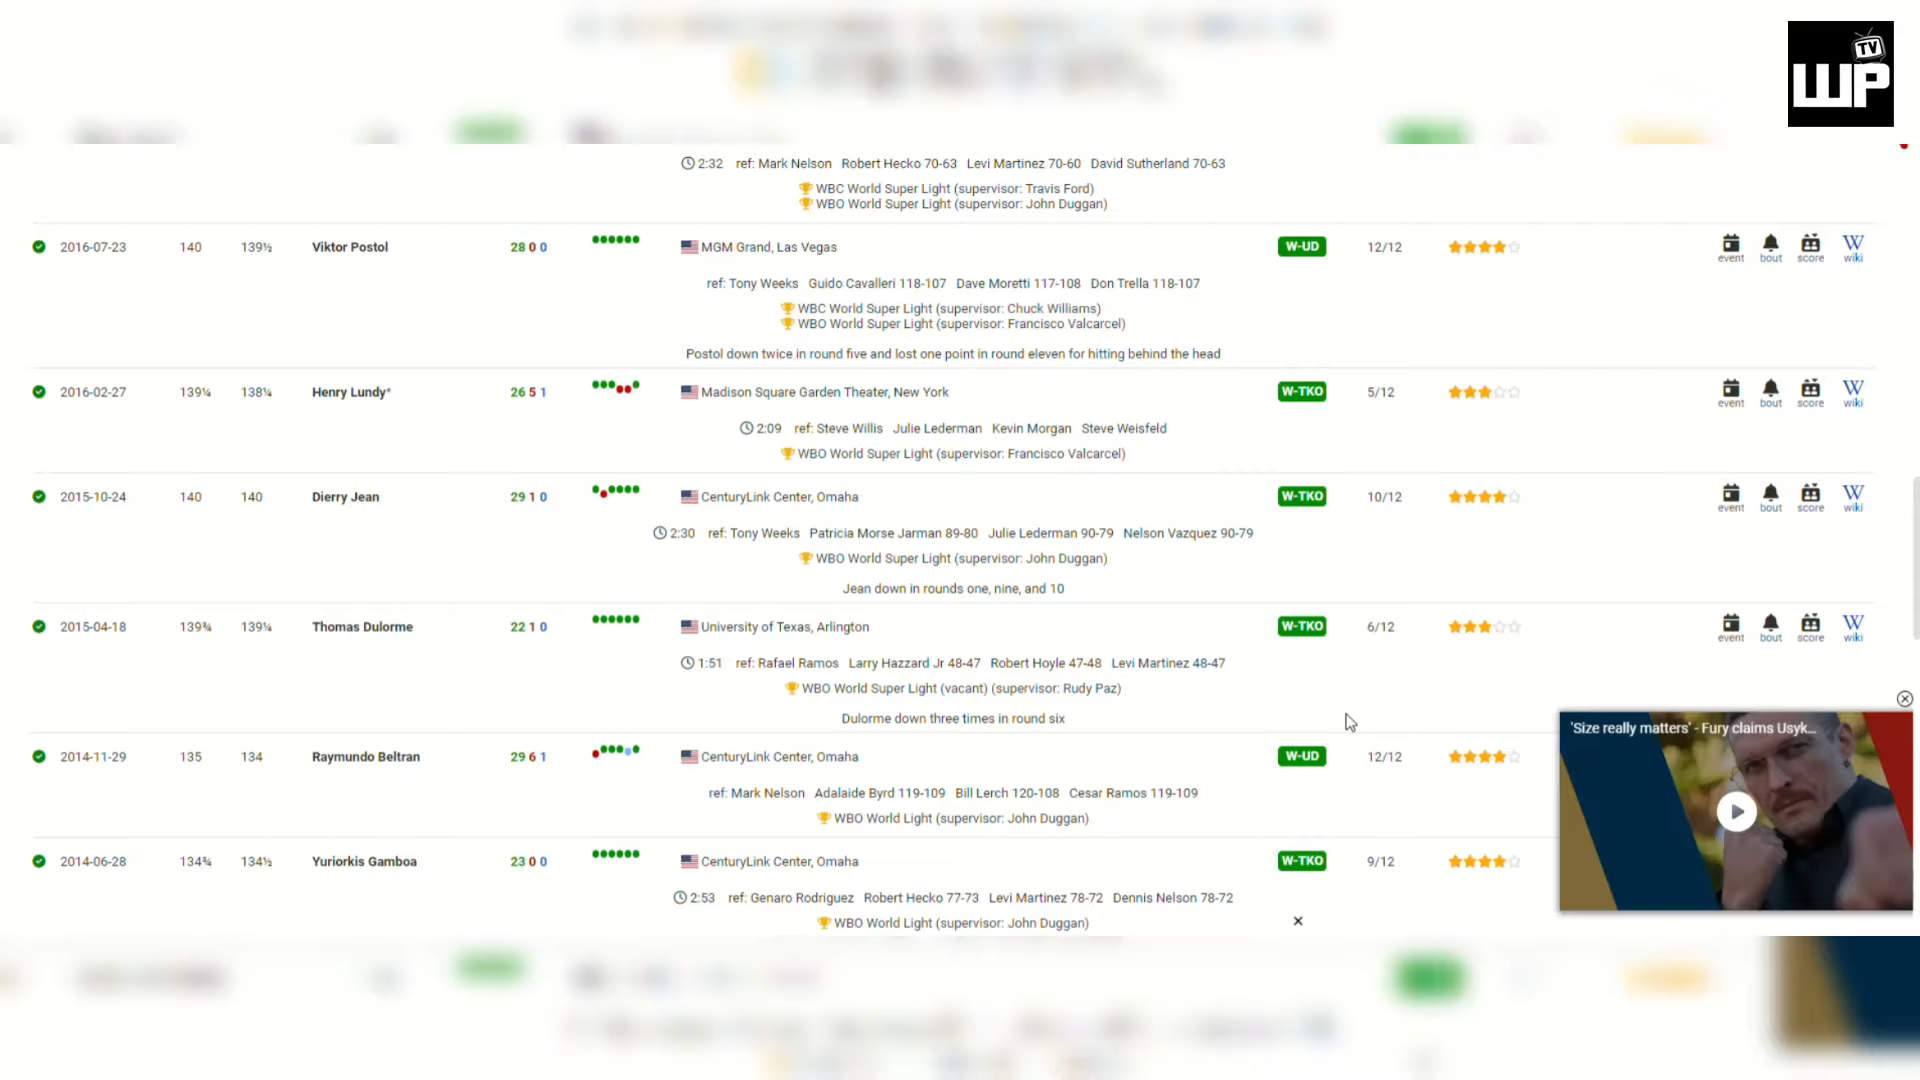 TV
WP
2:32 ref: Mark Nelson Robert Hecko 70-63 Levi Martinez 70-60 David Sutherland 70-63
WBC World Super Light (supervisor: Travis Ford)
WBO World Super Light (supervisor: John Duggan)
2016-07-23 140 139½ Viktor Postol 28 0 0 MGM Grand, Las Vegas W-UD 12/12 event bout score W wiki
ref: Tony Weeks Guido Cavalleri 118-107 Dave Moretti 117-108 Don Trella 118-107
WBC World Super Light (supervisor: Chuck Williams)
WBO World Super Light (supervisor: Francisco Valcarcel)
Postol down twice in round five and lost one point in round eleven for hitting behind the head
2016-02-27 139¼ 138¼ Henry Lundy* 26 5 1 Madison Square Garden Theater, New York W-TKO 5/12 event bout score W wiki
2:09 ref: Steve Willis Julie Lederman Kevin Morgan Steve Weisfeld
WBO World Super Light (supervisor: Francisco Valcarcel)
2015-10-24 140 140 Dierry Jean 29 1 0 CenturyLink Center, Omaha W-TKO 10/12 event bout score W wiki
2:30 ref: Tony Weeks Patricia Morse Jarman 89-80 Julie Lederman 90-79 Nelson Vazquez 90-79
WBO World Super Light (supervisor: John Duggan)
Jean down in rounds one, nine, and 10
2015-04-18 139¾ 139¼ Thomas Dulorme 22 1 0 University of Texas, Arlington W-TKO 6/12 event bout score W wiki
1:51 ref: Rafael Ramos Larry Hazzard Jr 48-47 Robert Hoyle 47-48 Levi Martinez 48-47
WBO World Super Light (vacant) (supervisor: Rudy Paz)
Dulorme down three times in round six
'Size really matters' - Fury claims Usyk...
2014-11-29 135 134 Raymundo Beltran 29 6 1 CenturyLink Center, Omaha W-UD 12/12
ref: Mark Nelson Adalaide Byrd 119-109 Bill Lerch 120-108 Cesar Ramos 119-109
WBO World Light (supervisor: John Duggan)
2014-06-28 134¾ 134½ Yuriorkis Gamboa 23 0 0 CenturyLink Center, Omaha W-TKO 9/12
2:53 ref: Genaro Rodriguez Robert Hecko 77-73 Levi Martinez 78-72 Dennis Nelson 78-72
WBO World Light (supervisor: John Duggan)